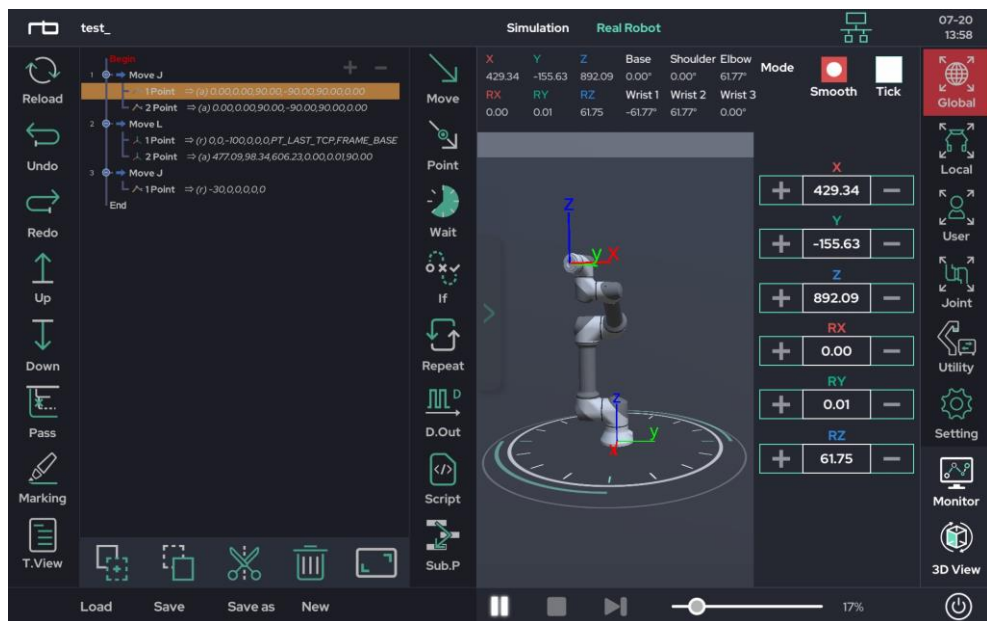 test_
Simulation
Real Robot
07-20
13:58
Reload
Undo
Redo
Up
Down
Pass
Marking
T.View
Begin
1 Move J
1 Point ⇒ (a) 0.00,0.00,90.00,-90.00,90.00,0.00
2 Point ⇒ (a) 0.00,0.00,90.00,-90.00,90.00,0.00
2 Move L
1 Point ⇒ (r) 0,0,-100,0,0,0,PT_LAST_TCP,FRAME_BASE
2 Point ⇒ (a) 477.09,98.34,606.23,0.00,0.01,90.00
3 Move J
1 Point ⇒ (r) -30,0,0,0,0,0
End
Move
Point
Wait
If
Repeat
D
D.Out
Script
Sub.P
X Y Z Base Shoulder Elbow
429.34 -155.63 892.09 0.00° 0.00° 61.77°
RX RY RZ Wrist 1 Wrist 2 Wrist 3
0.00 0.01 61.75 -61.77° 61.77° 0.00°
Mode
Smooth
Tick
z
y
x
z
y
x
X
+ 429.34 −
Y
+ -155.63 −
Z
+ 892.09 −
RX
+ 0.00 −
RY
+ 0.01 −
RZ
+ 61.75 −
Global
Local
User
Joint
Utility
Setting
Monitor
3D View
Load
Save
Save as
New
17%